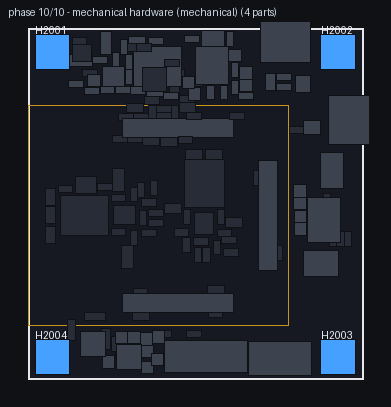 phase 10/10 - mechanical hardware (mechanical) (4 parts)
H2001
H2002
H2004
H2003